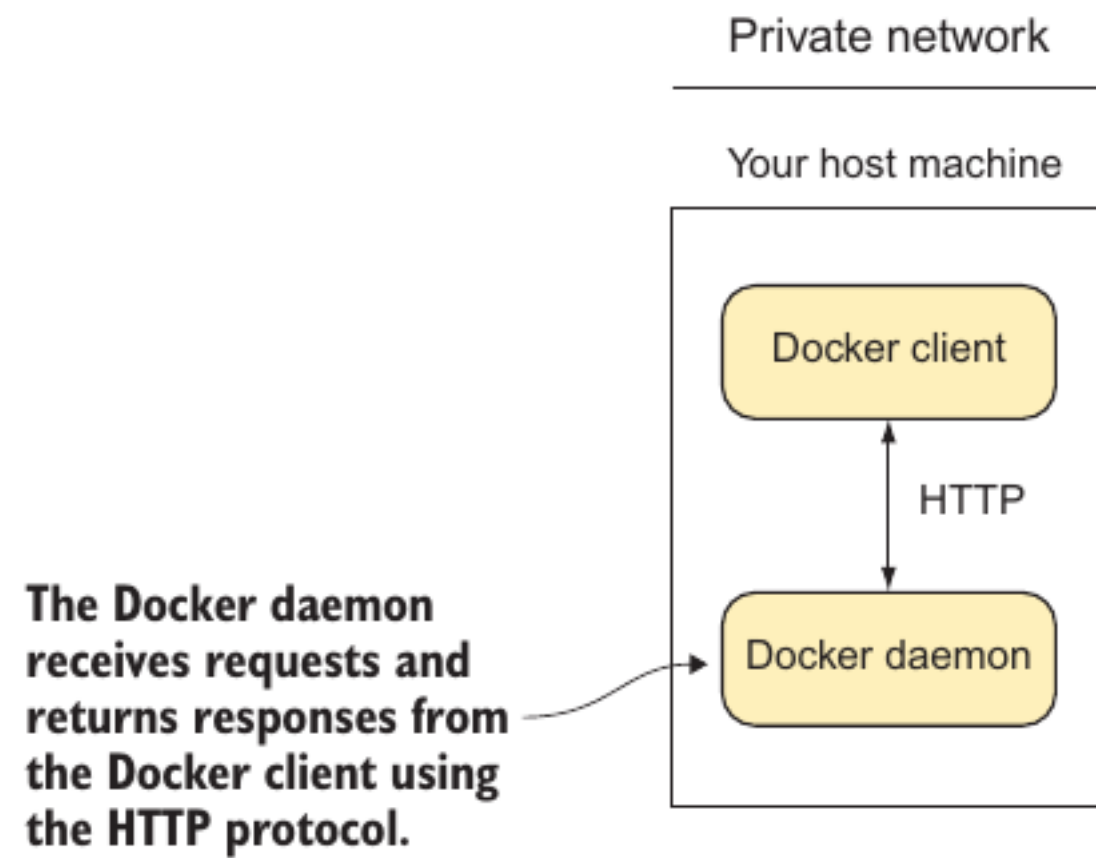 Private network
Your host machine
Docker client
HTTP
Docker daemon
The Docker daemon
receives requests and
returns responses from
the Docker client using
the HTTP protocol.